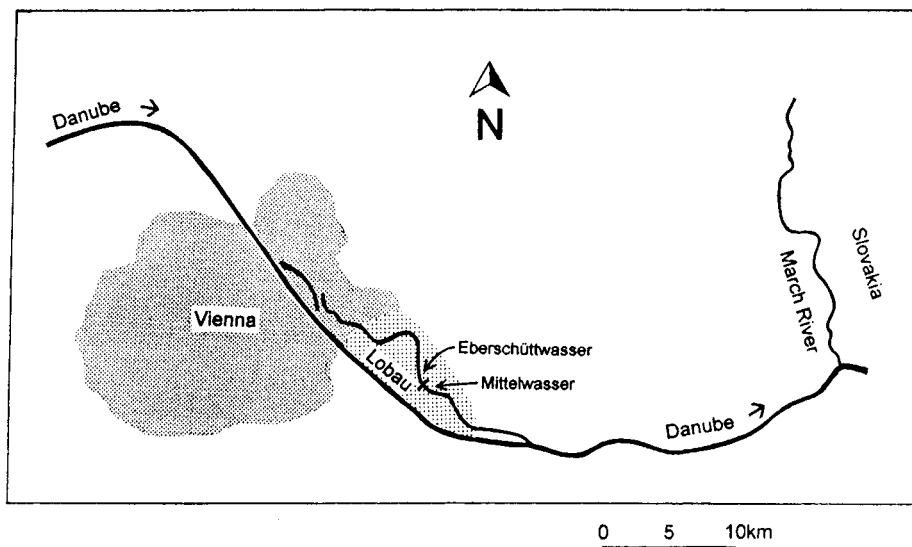 Danube
N
Slovakia
March River
Vienna
Eberschüttwasser
Lobau
Mittelwasser
Danube
0 5 10km